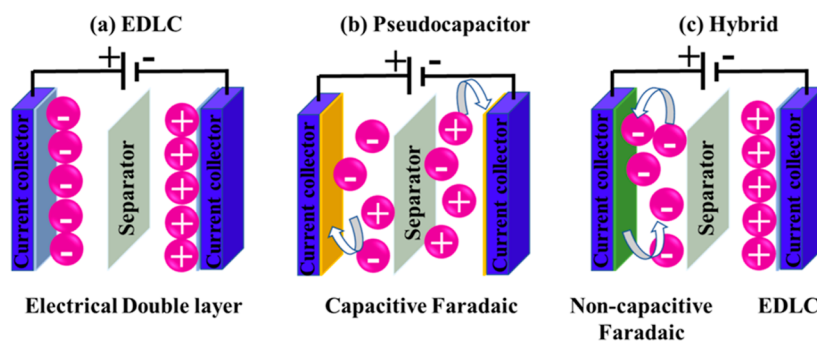 (a) EDLC
+ -
Current collector
- - - - -
Separator
+ + + + +
Current collector
Electrical Double layer
(b) Pseudocapacitor
+ -
Current collector
- - + -
Separator
+ - + +
Current collector
Capacitive Faradaic
(c) Hybrid
+ -
Current collector
- - - - -
Separator
+ + + + +
Current collector
Non-capacitive
Faradaic
EDLC